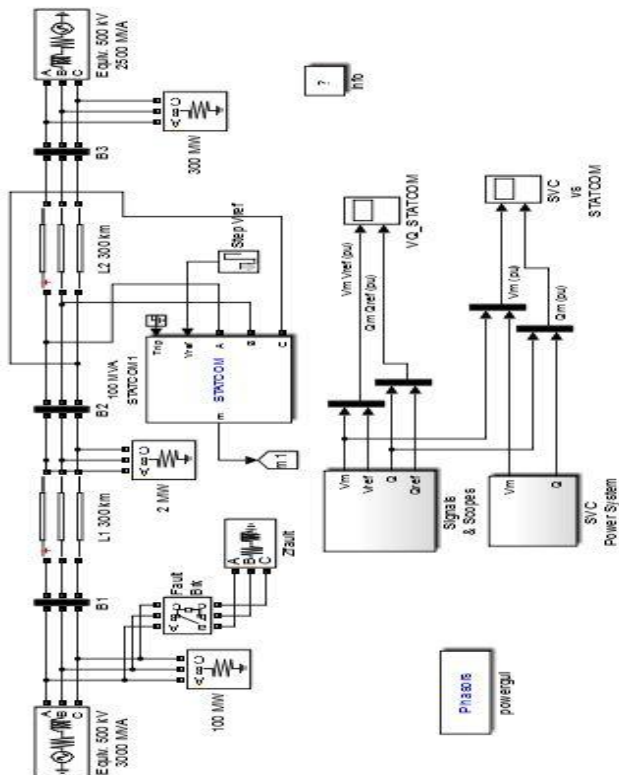 Equiv. 500 kV
3000 MVA
A
B
C
100 MW
A
B
C
Fault
Brk
A
B
C
A
B
C
Zfault
A
B
C
B1
L1 300 km
2 MW
A
B
C
B2
100 MVA
STATCOM1
STATCOM
Trip
Vref
A
B
C
m
m1
Step Vref
L2 300 km
B3
300 MW
A
B
C
Equiv. 500 kV
2500 MVA
A
B
C
Phasors
powergui
Vm
Vref
Q
Qref
Signals
& Scopes
Vm Vref (pu)
Qm Qref (pu)
VQ_STATCOM
Vm
Q
SVC
Power System
Vm (pu)
Qm (pu)
SVC
vs
STATCOM
?
Info